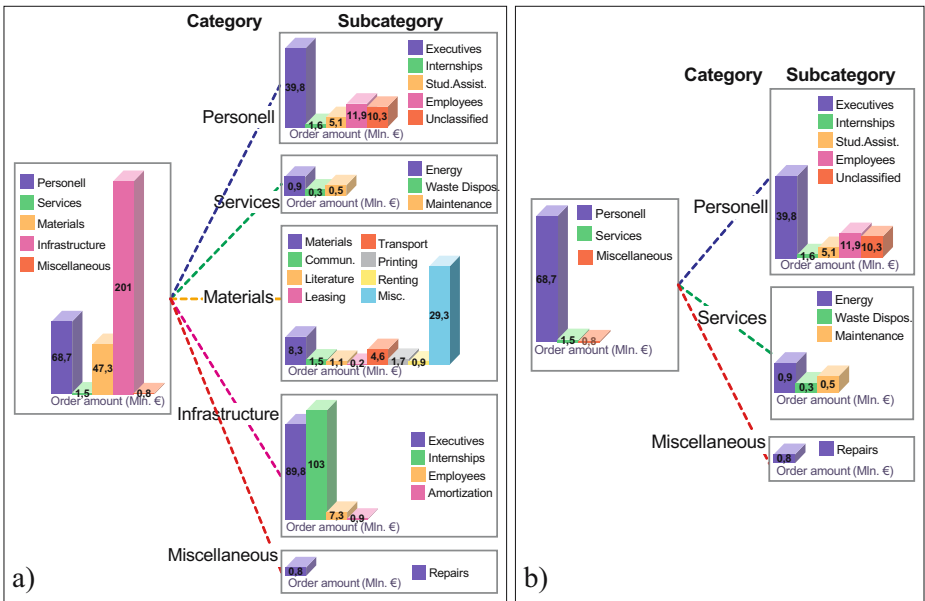 Category Subcategory
39,8
1,6
5,1
11,9
10,3
Executives
Internships
Stud.Assist.
Employees
Unclassified
Order amount (Mln. €)
Personell
0,9
0,3
0,5
Energy
Waste Dispos.
Maintenance
Order amount (Mln. €)
Services
Personell
Services
Materials
Infrastructure
Miscellaneous
68,7
1,5
47,3
201
0,8
Order amount (Mln. €)
Materials
Materials
Commun.
Literature
Leasing
Transport
Printing
Renting
Misc.
8,3
1,5
1,1
0,2
4,6
1,7
0,9
29,3
Order amount (Mln. €)
Infrastructure
89,8
103
7,3
0,9
Executives
Internships
Employees
Amortization
Order amount (Mln. €)
Miscellaneous
0,8
Repairs
Order amount (Mln. €)
a)
Category Subcategory
Executives
Internships
Stud.Assist.
Employees
Unclassified
39,8
1,6
5,1
11,9
10,3
Order amount (Mln. €)
Personell
Personell
Services
Miscellaneous
68,7
1,5
0,8
Order amount (Mln. €)
Services
Energy
Waste Dispos.
Maintenance
0,9
0,3
0,5
Order amount (Mln. €)
Miscellaneous
0,8
Repairs
Order amount (Mln. €)
b)